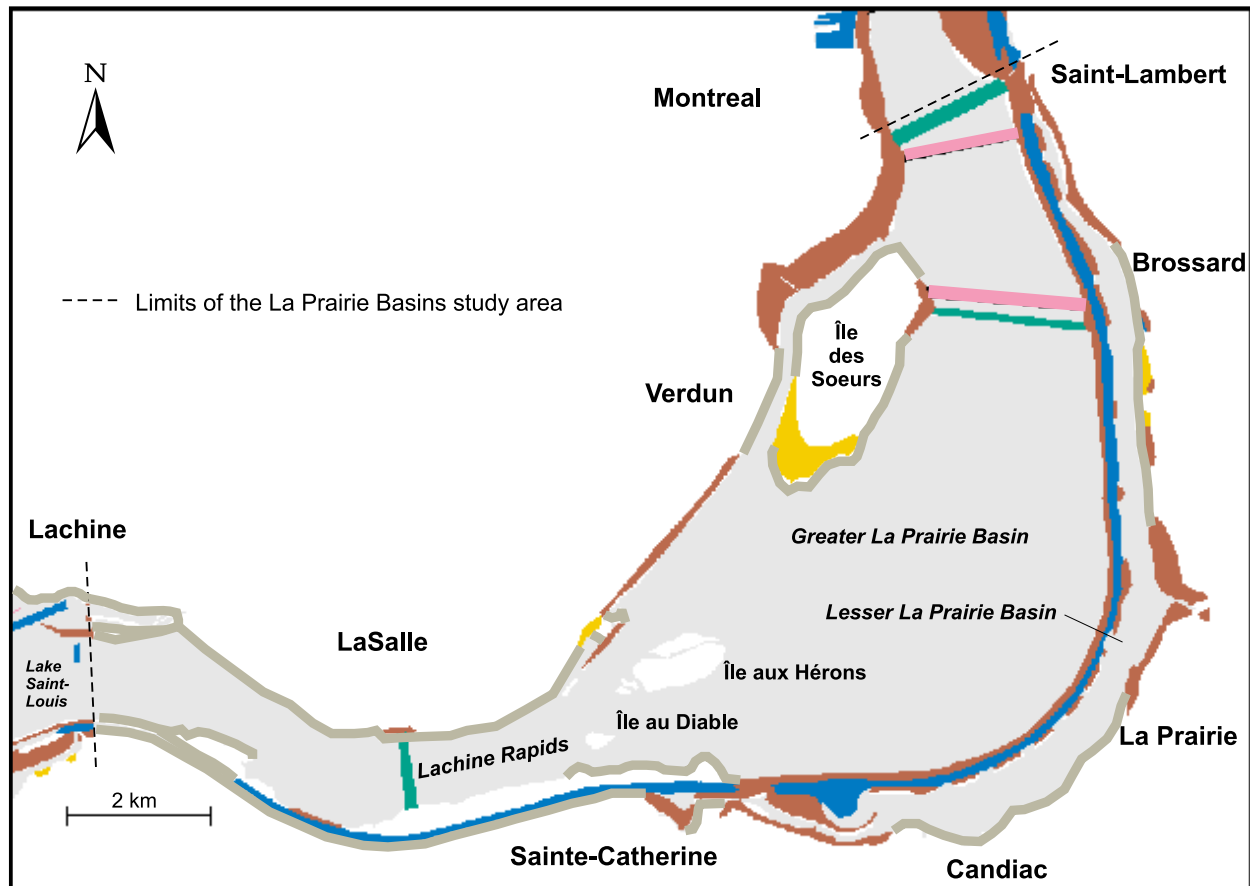 N
Montreal
Saint-Lambert
Brossard
Limits of the La Prairie Basins study area
Île
des
Soeurs
Verdun
Lachine
Greater La Prairie Basin
Lesser La Prairie Basin
LaSalle
Lake
Saint-
Louis
Île aux Hérons
Île au Diable
Lachine Rapids
La Prairie
2 km
Sainte-Catherine
Candiac